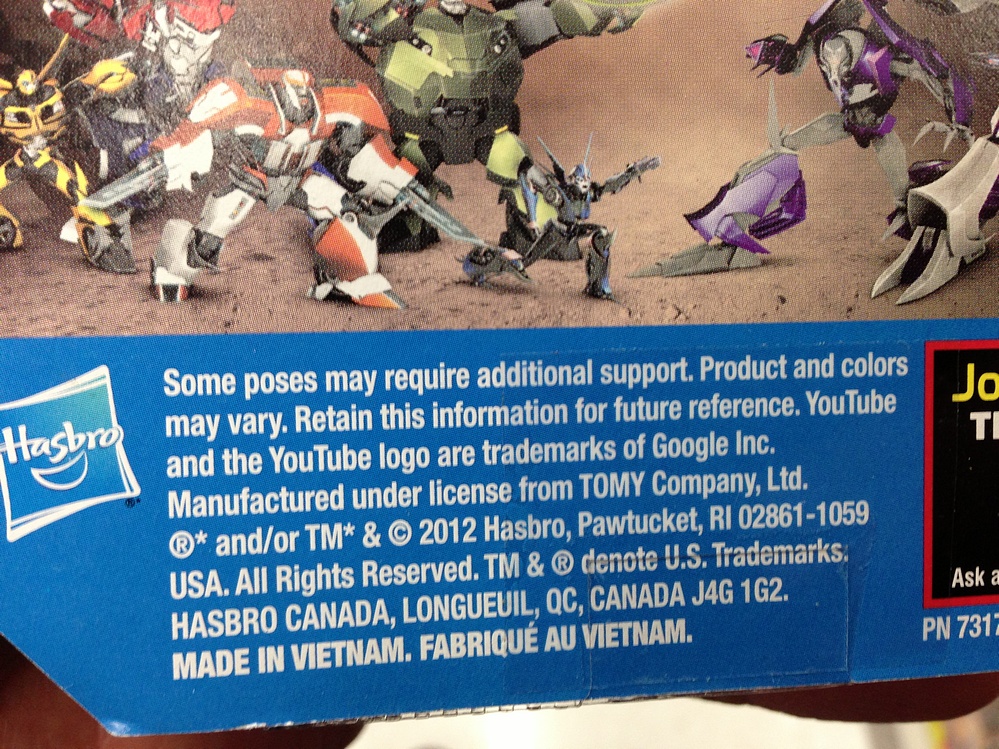 Hasbro
®*
Some poses may require additional support. Product and colors
may vary. Retain this information for future reference. YouTube
and the YouTube logo are trademarks of Google Inc.
Manufactured under license from TOMY Company, Ltd.
®* and/or TM* & © 2012 Hasbro, Pawtucket, RI 02861-1059
USA. All Rights Reserved. TM & ® denote U.S. Trademarks.
HASBRO CANADA, LONGUEUIL, QC, CANADA J4G 1G2.
MADE IN VIETNAM. FABRIQUÉ AU VIETNAM.
Jo
Ask a
PN 7317